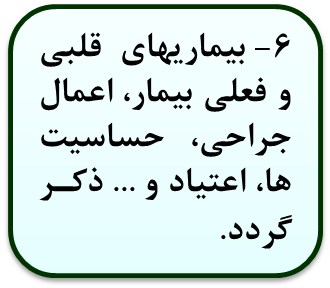 ۶- بیماریهای قلبی
و فعلی بیمار، اعمال
جراحی، حساسیت
ها، اعتیاد و ... ذکر
گردد.